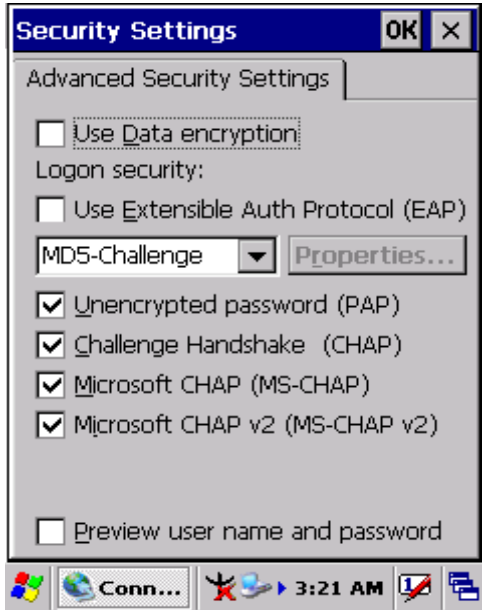 Security Settings OK ×
Advanced Security Settings
Use Data encryption
Logon security:
Use Extensible Auth Protocol (EAP)
MD5-Challenge Properties...
Unencrypted password (PAP)
Challenge Handshake (CHAP)
Microsoft CHAP (MS-CHAP)
Microsoft CHAP v2 (MS-CHAP v2)
Preview user name and password
Conn... 3:21 AM